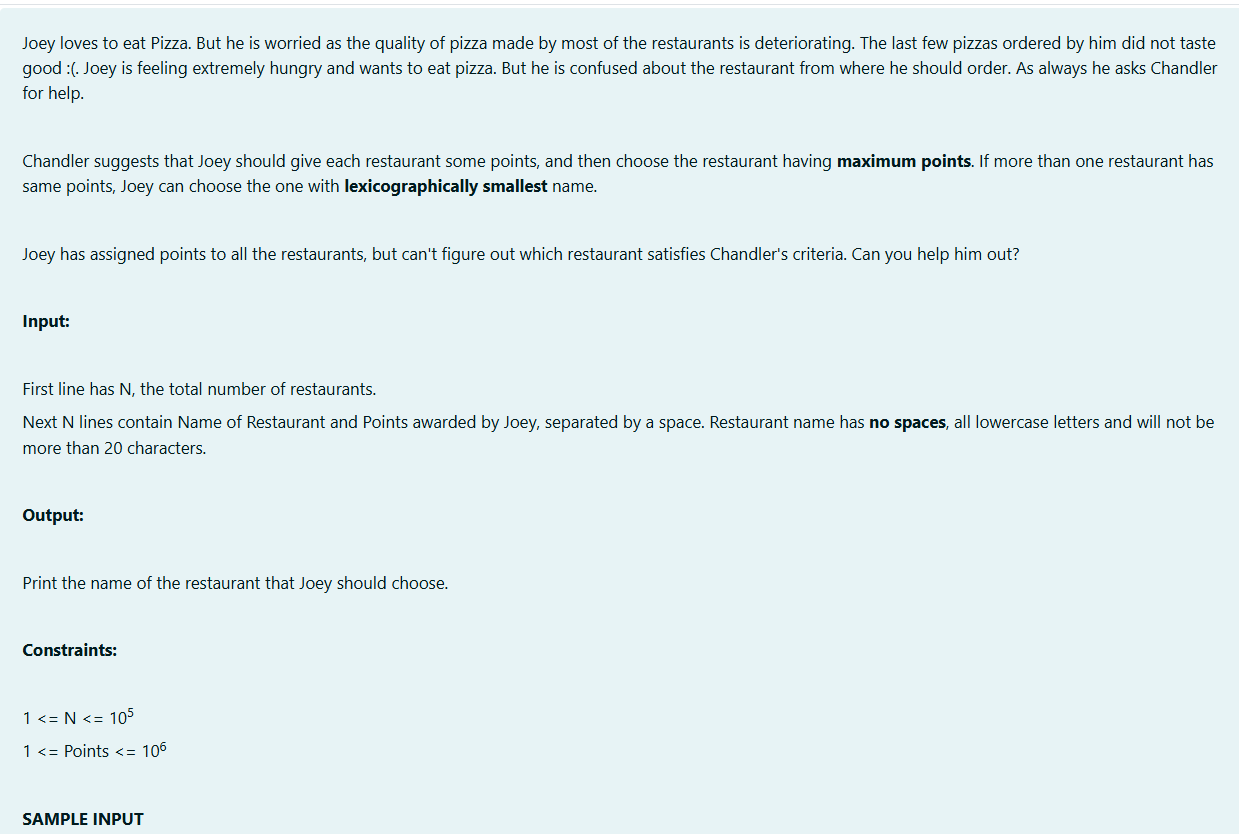 Joey loves to eat Pizza. But he is worried as the quality of pizza made by most of the restaurants is deteriorating. The last few pizzas ordered by him did not taste
good :(. Joey is feeling extremely hungry and wants to eat pizza. But he is confused about the restaurant from where he should order. As always he asks Chandler
for help.
Chandler suggests that Joey should give each restaurant some points, and then choose the restaurant having maximum points. If more than one restaurant has
same points, Joey can choose the one with lexicographically smallest name.
Joey has assigned points to all the restaurants, but can't figure out which restaurant satisfies Chandler's criteria. Can you help him out?
Input:
First line has N, the total number of restaurants.
Next N lines contain Name of Restaurant and Points awarded by Joey, separated by a space. Restaurant name has no spaces, all lowercase letters and will not be
more than 20 characters.
Output:
Print the name of the restaurant that Joey should choose.
Constraints:
1 <= N <= 10⁵
1 <= Points <= 10⁶
SAMPLE INPUT